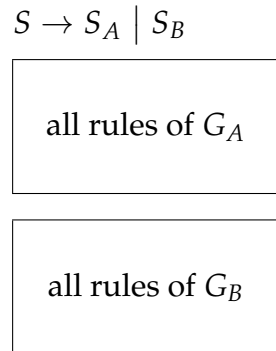 S → S_A | S_B
all rules of G_A
all rules of G_B